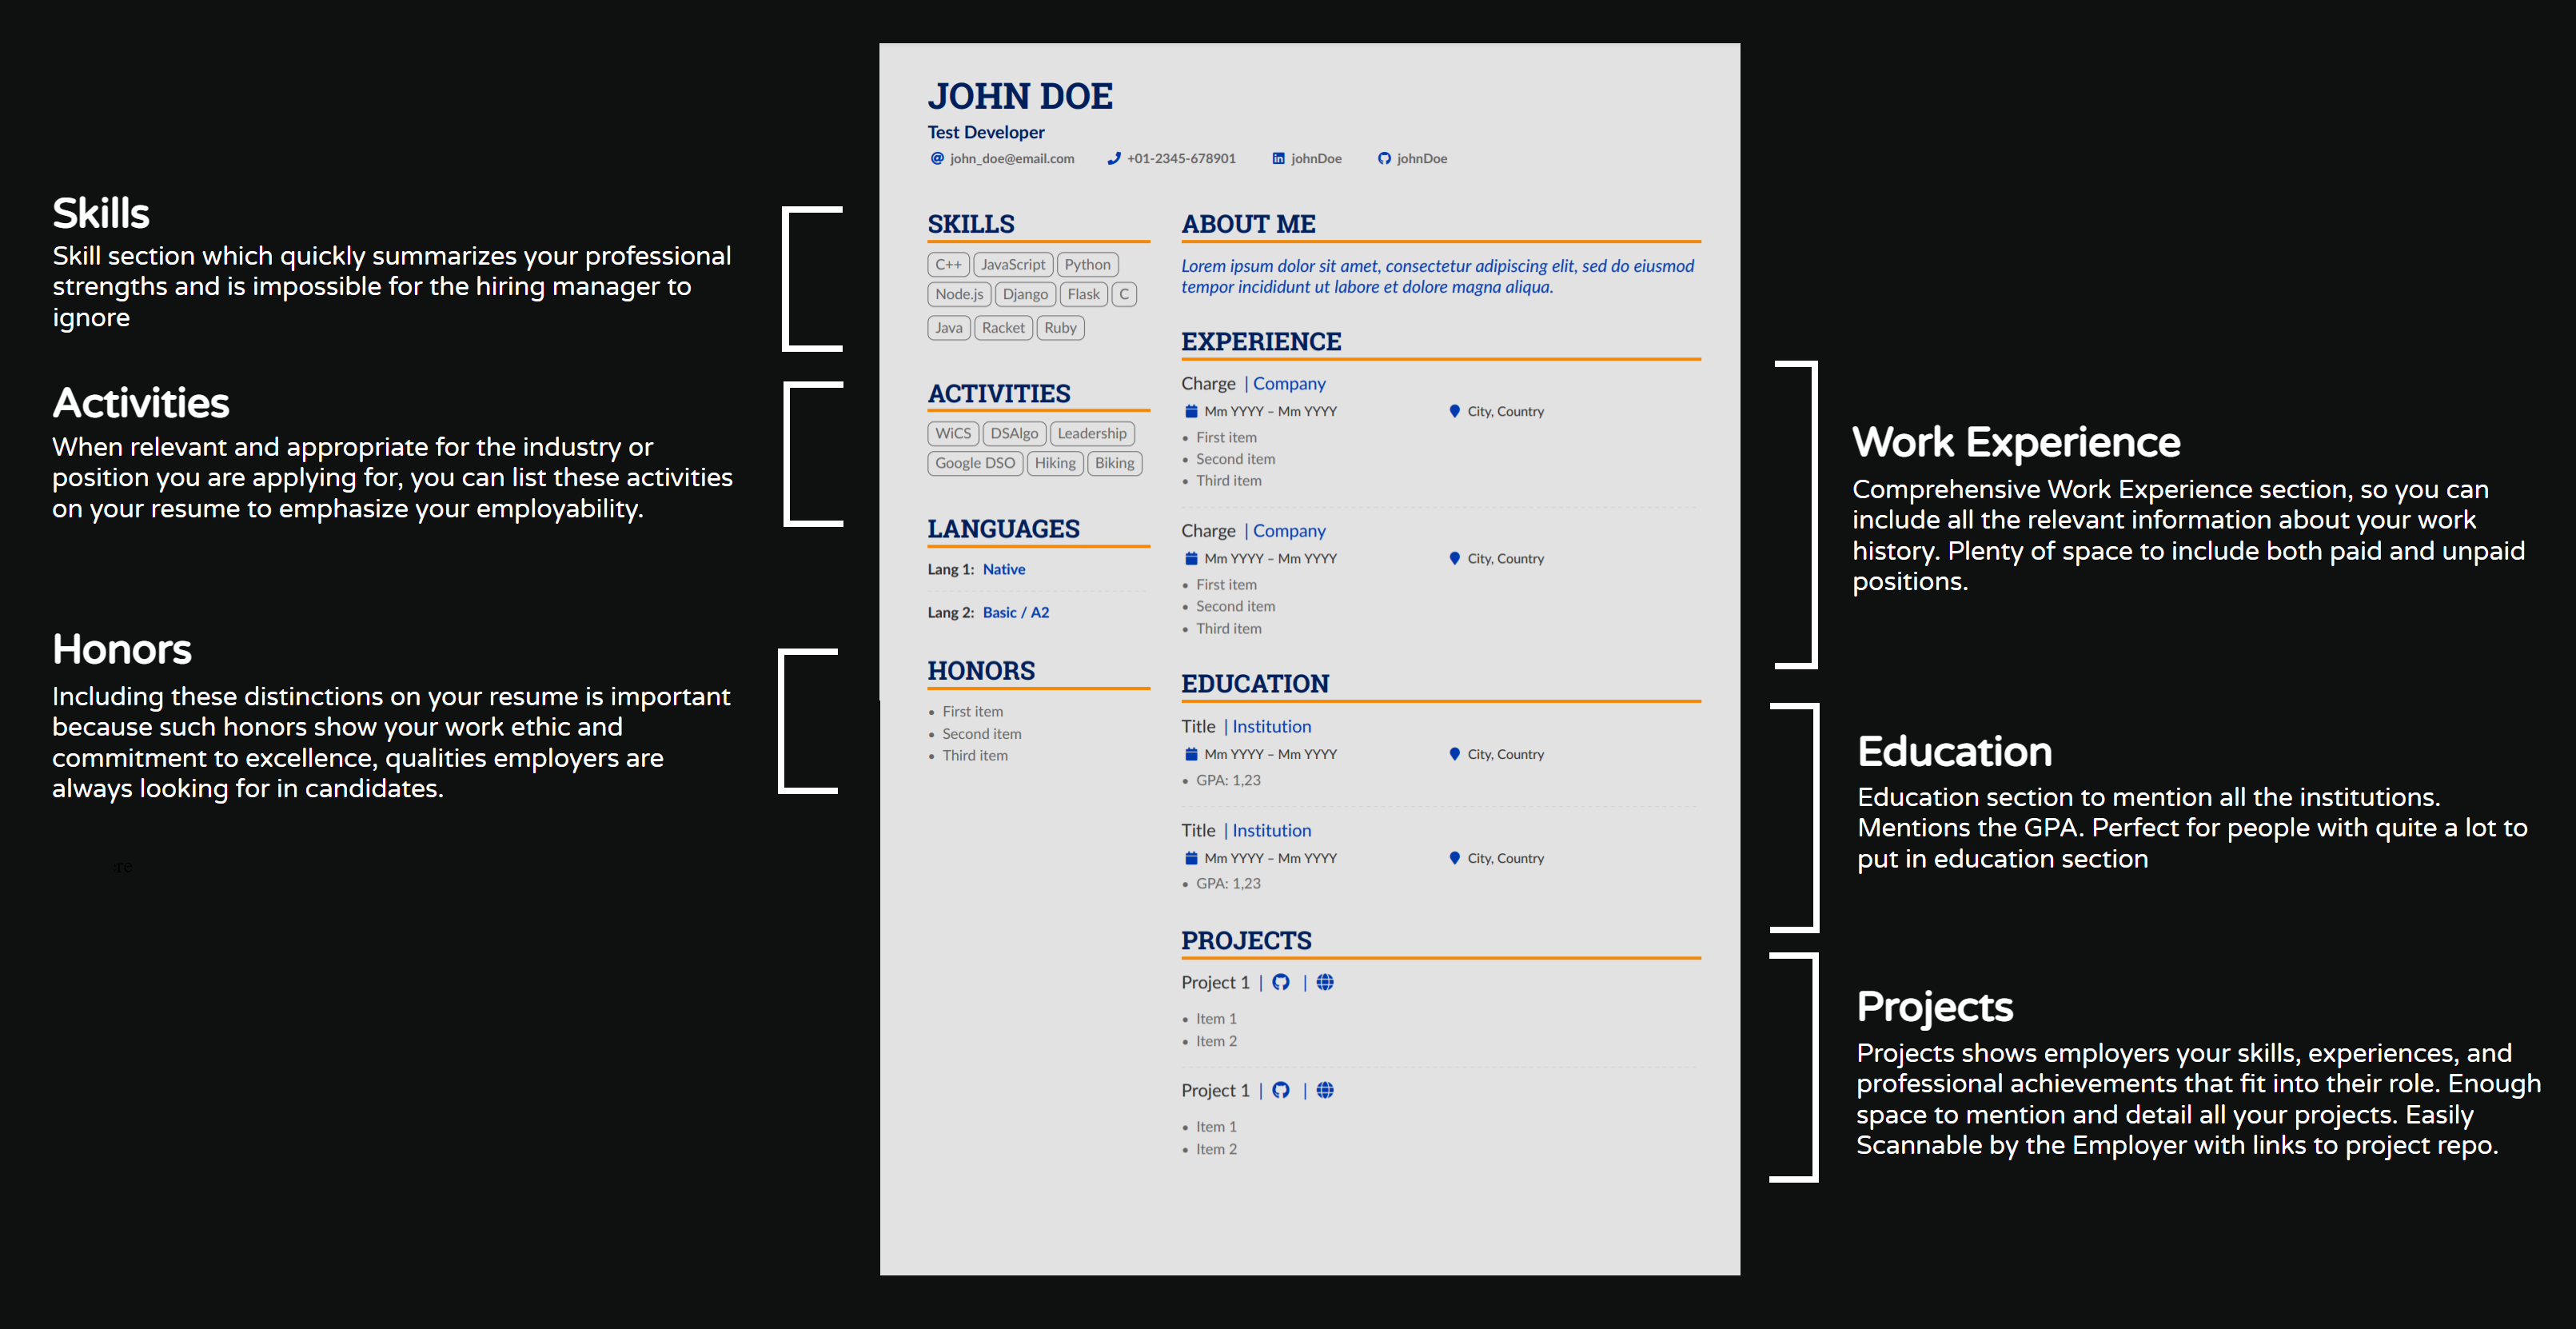 Skills
Skill section which quickly summarizes your professional
strengths and is impossible for the hiring manager to
ignore
Activities
When relevant and appropriate for the industry or
position you are applying for, you can list these activities
on your resume to emphasize your employability.
Honors
Including these distinctions on your resume is important
because such honors show your work ethic and
commitment to excellence, qualities employers are
always looking for in candidates.
re
JOHN DOE
Test Developer
john_doe@email.com +01-2345-678901 johnDoe johnDoe
SKILLS
C++ JavaScript Python
Node.js Django Flask C
Java Racket Ruby
ACTIVITIES
WiCS DSAlgo Leadership
Google DSO Hiking Biking
LANGUAGES
Lang 1: Native
Lang 2: Basic / A2
HONORS
• First item
• Second item
• Third item
ABOUT ME
Lorem ipsum dolor sit amet, consectetur adipiscing elit, sed do eiusmod
tempor incididunt ut labore et dolore magna aliqua.
EXPERIENCE
Charge | Company
Mm YYYY – Mm YYYY City, Country
• First item
• Second item
• Third item
Charge | Company
Mm YYYY – Mm YYYY City, Country
• First item
• Second item
• Third item
EDUCATION
Title | Institution
Mm YYYY – Mm YYYY City, Country
• GPA: 1,23
Title | Institution
Mm YYYY – Mm YYYY City, Country
• GPA: 1,23
PROJECTS
Project 1 | |
• Item 1
• Item 2
Project 1 | |
• Item 1
• Item 2
Work Experience
Comprehensive Work Experience section, so you can
include all the relevant information about your work
history. Plenty of space to include both paid and unpaid
positions.
Education
Education section to mention all the institutions.
Mentions the GPA. Perfect for people with quite a lot to
put in education section
Projects
Projects shows employers your skills, experiences, and
professional achievements that fit into their role. Enough
space to mention and detail all your projects. Easily
Scannable by the Employer with links to project repo.